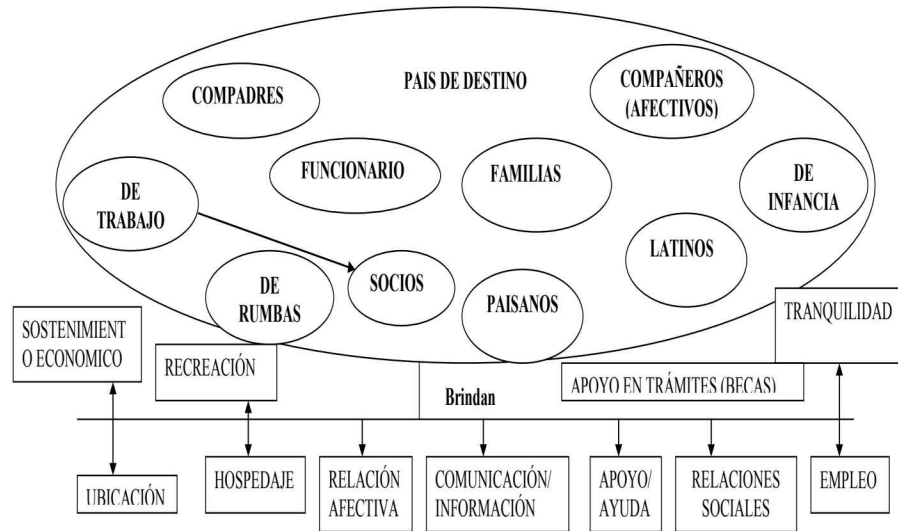 PAIS DE DESTINO
COMPADRES
COMPAÑEROS
(AFECTIVOS)
FUNCIONARIO
FAMILIAS
DE
TRABAJO
DE
INFANCIA
LATINOS
SOCIOS
DE
RUMBAS
PAISANOS
SOSTENIMIENT
O ECONOMICO
RECREACIÓN
TRANQUILIDAD
APOYO EN TRÁMITES (BECAS)
Brindan
UBICACIÓN
HOSPEDAJE
RELACIÓN
AFECTIVA
COMUNICACIÓN/
INFORMACIÓN
APOYO/
AYUDA
RELACIONES
SOCIALES
EMPLEO